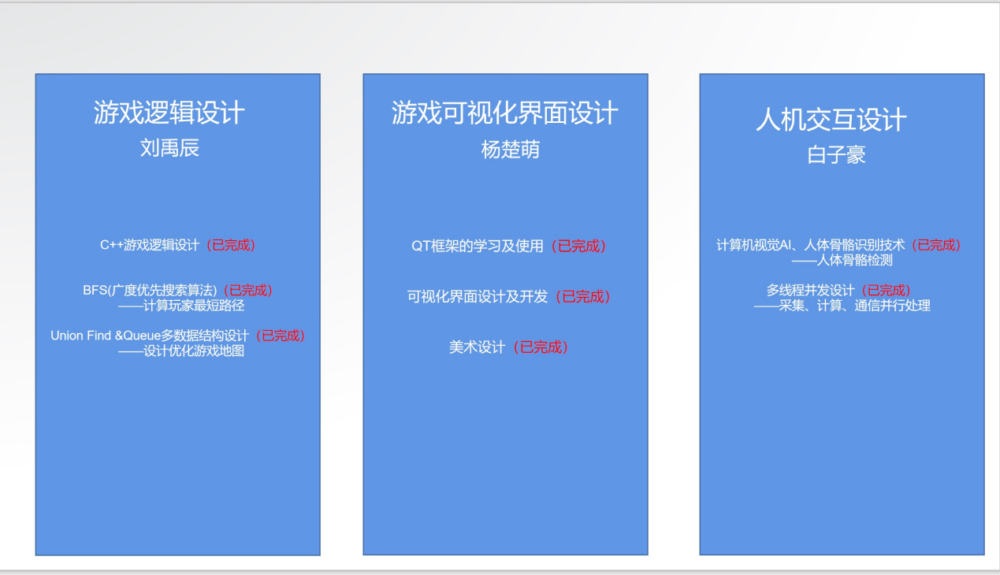 游戏逻辑设计
刘禹辰
C++游戏逻辑设计（已完成）
BFS(广度优先搜索算法)（已完成）
——计算玩家最短路径
Union Find &Queue多数据结构设计（已完成）
——设计优化游戏地图
游戏可视化界面设计
杨楚萌
QT框架的学习及使用（已完成）
可视化界面设计及开发（已完成）
美术设计（已完成）
人机交互设计
白子豪
计算机视觉AI、人体骨骼识别技术（已完成）
——人体骨骼检测
多线程并发设计（已完成）
——采集、计算、通信并行处理